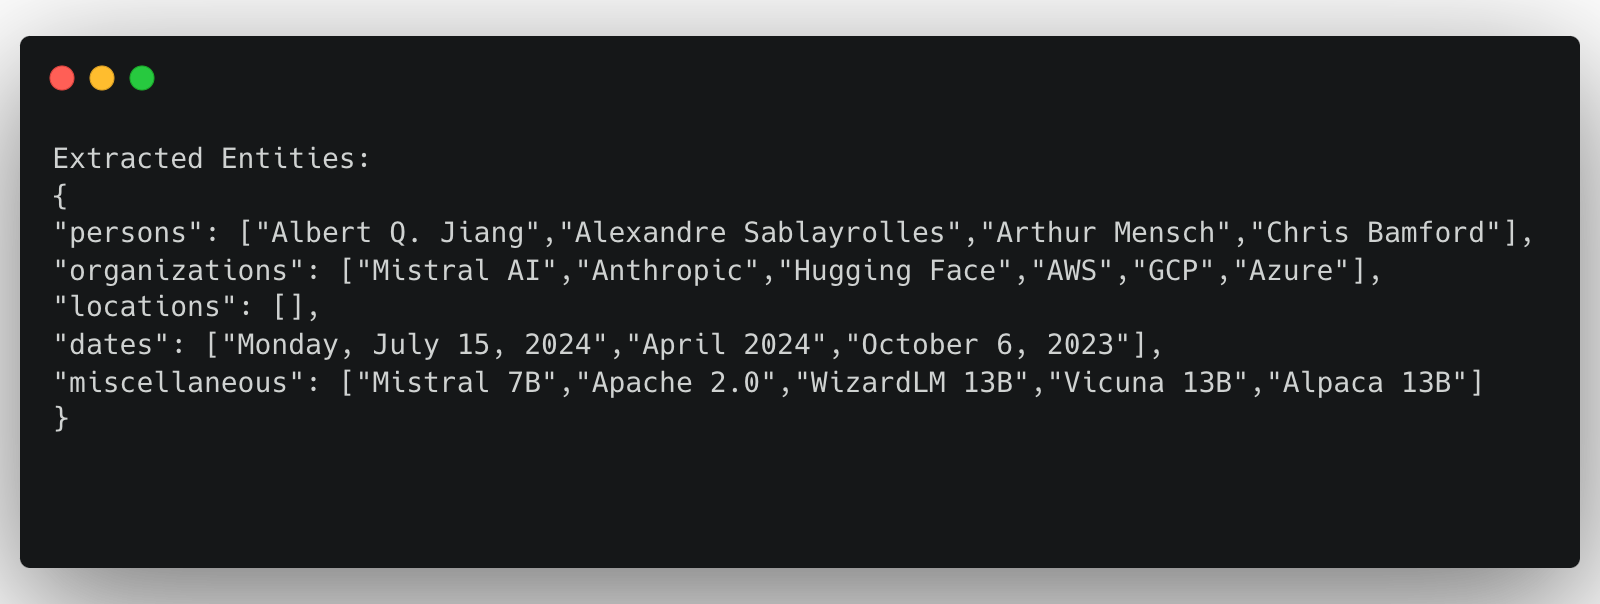 Extracted Entities:
{
"persons": ["Albert Q. Jiang","Alexandre Sablayrolles","Arthur Mensch","Chris Bamford"],
"organizations": ["Mistral AI","Anthropic","Hugging Face","AWS","GCP","Azure"],
"locations": [],
"dates": ["Monday, July 15, 2024","April 2024","October 6, 2023"],
"miscellaneous": ["Mistral 7B","Apache 2.0","WizardLM 13B","Vicuna 13B","Alpaca 13B"]
}